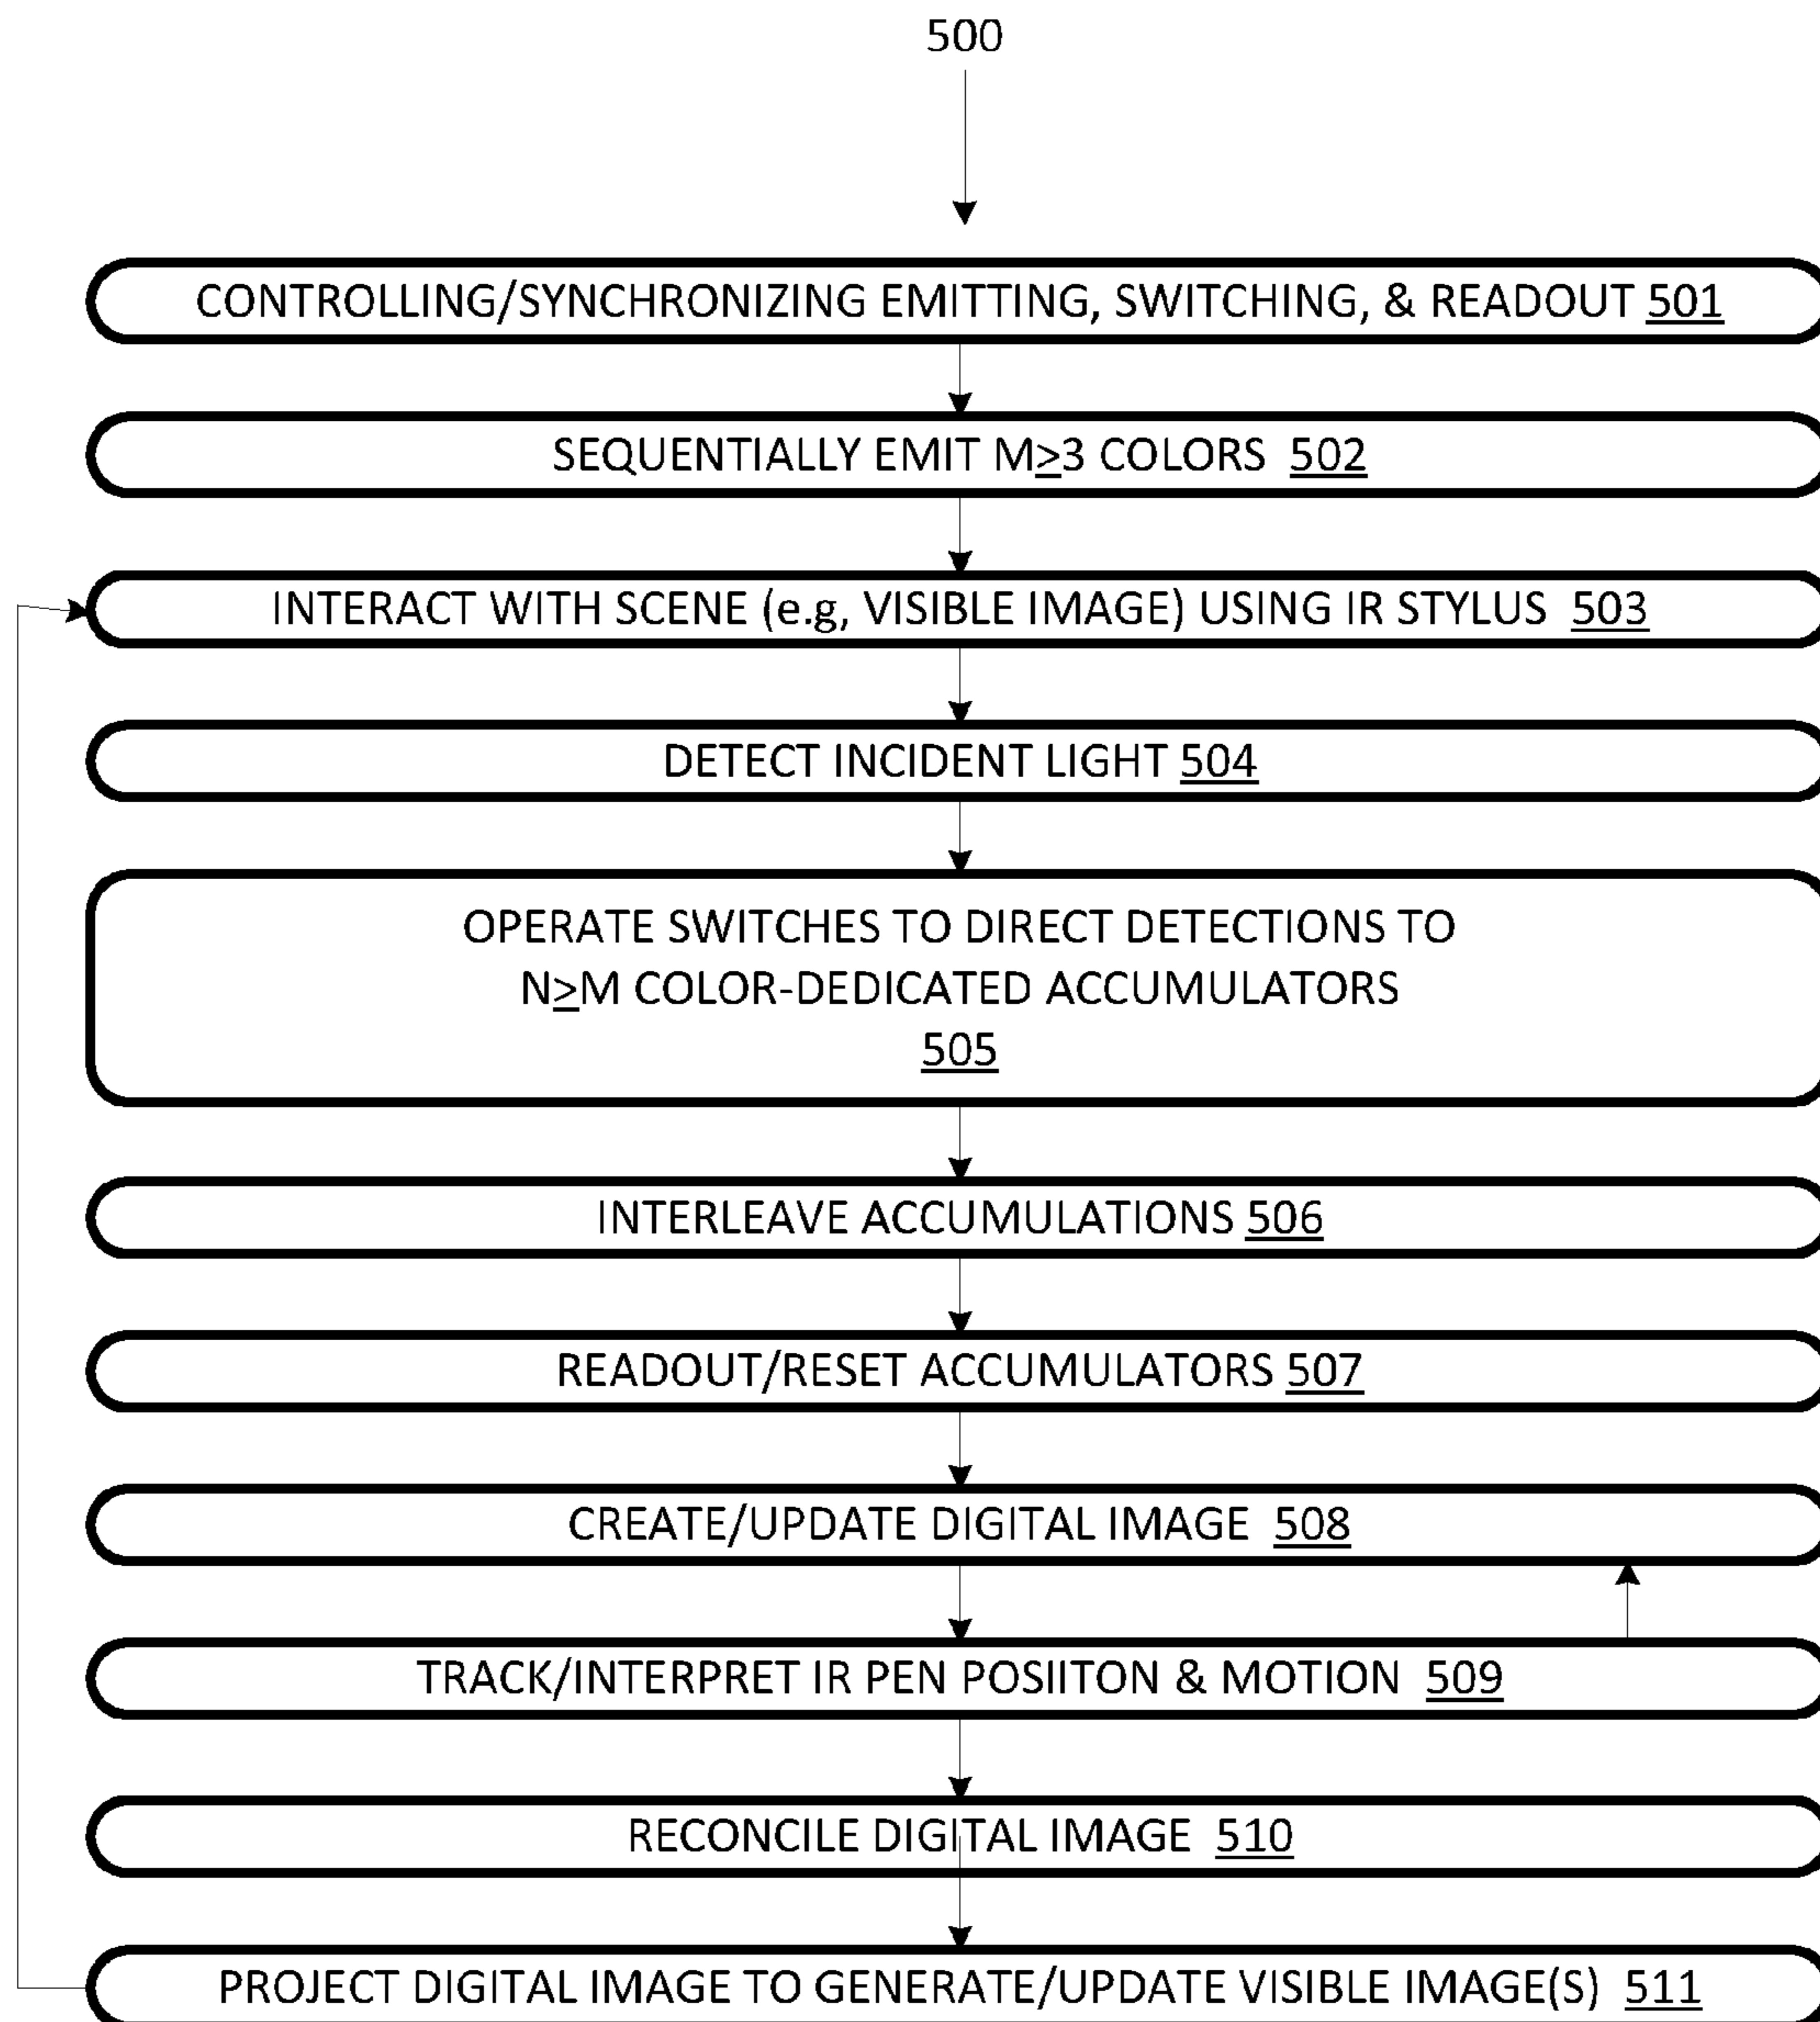 500
CONTROLLING/SYNCHRONIZING EMITTING, SWITCHING, & READOUT 501
SEQUENTIALLY EMIT M≥3 COLORS 502
INTERACT WITH SCENE (e.g, VISIBLE IMAGE) USING IR STYLUS 503
DETECT INCIDENT LIGHT 504
OPERATE SWITCHES TO DIRECT DETECTIONS TO
N≥M COLOR-DEDICATED ACCUMULATORS
505
INTERLEAVE ACCUMULATIONS 506
READOUT/RESET ACCUMULATORS 507
CREATE/UPDATE DIGITAL IMAGE 508
TRACK/INTERPRET IR PEN POSIITON & MOTION 509
RECONCILE DIGITAL IMAGE 510
PROJECT DIGITAL IMAGE TO GENERATE/UPDATE VISIBLE IMAGE(S) 511